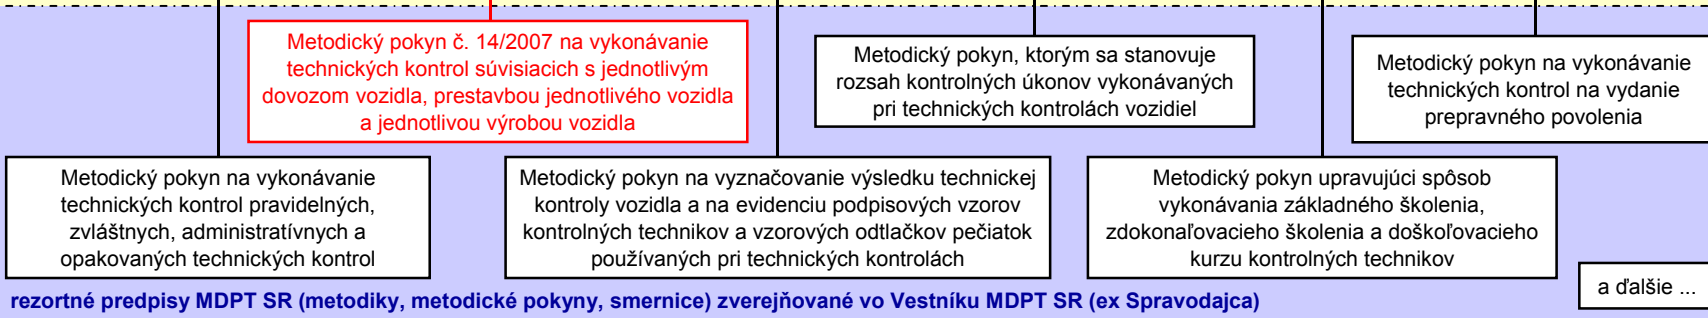 Metodický pokyn č. 14/2007 na vykonávanie
technických kontrol súvisiacich s jednotlivým
dovozom vozidla, prestavbou jednotlivého vozidla
a jednotlivou výrobou vozidla
Metodický pokyn, ktorým sa stanovuje
rozsah kontrolných úkonov vykonávaných
pri technických kontrolách vozidiel
Metodický pokyn na vykonávanie
technických kontrol na vydanie
prepravného povolenia
Metodický pokyn na vykonávanie
technických kontrol pravidelných,
zvláštnych, administratívnych a
opakovaných technických kontrol
Metodický pokyn na vyznačovanie výsledku technickej
kontroly vozidla a na evidenciu podpisových vzorov
kontrolných technikov a vzorových odtlačkov pečiatok
používaných pri technických kontrolách
Metodický pokyn upravujúci spôsob
vykonávania základného školenia,
zdokonaľovacieho školenia a doškoľovacieho
kurzu kontrolných technikov
a ďalšie ...
rezortné predpisy MDPT SR (metodiky, metodické pokyny, smernice) zverejňované vo Vestníku MDPT SR (ex Spravodajca)